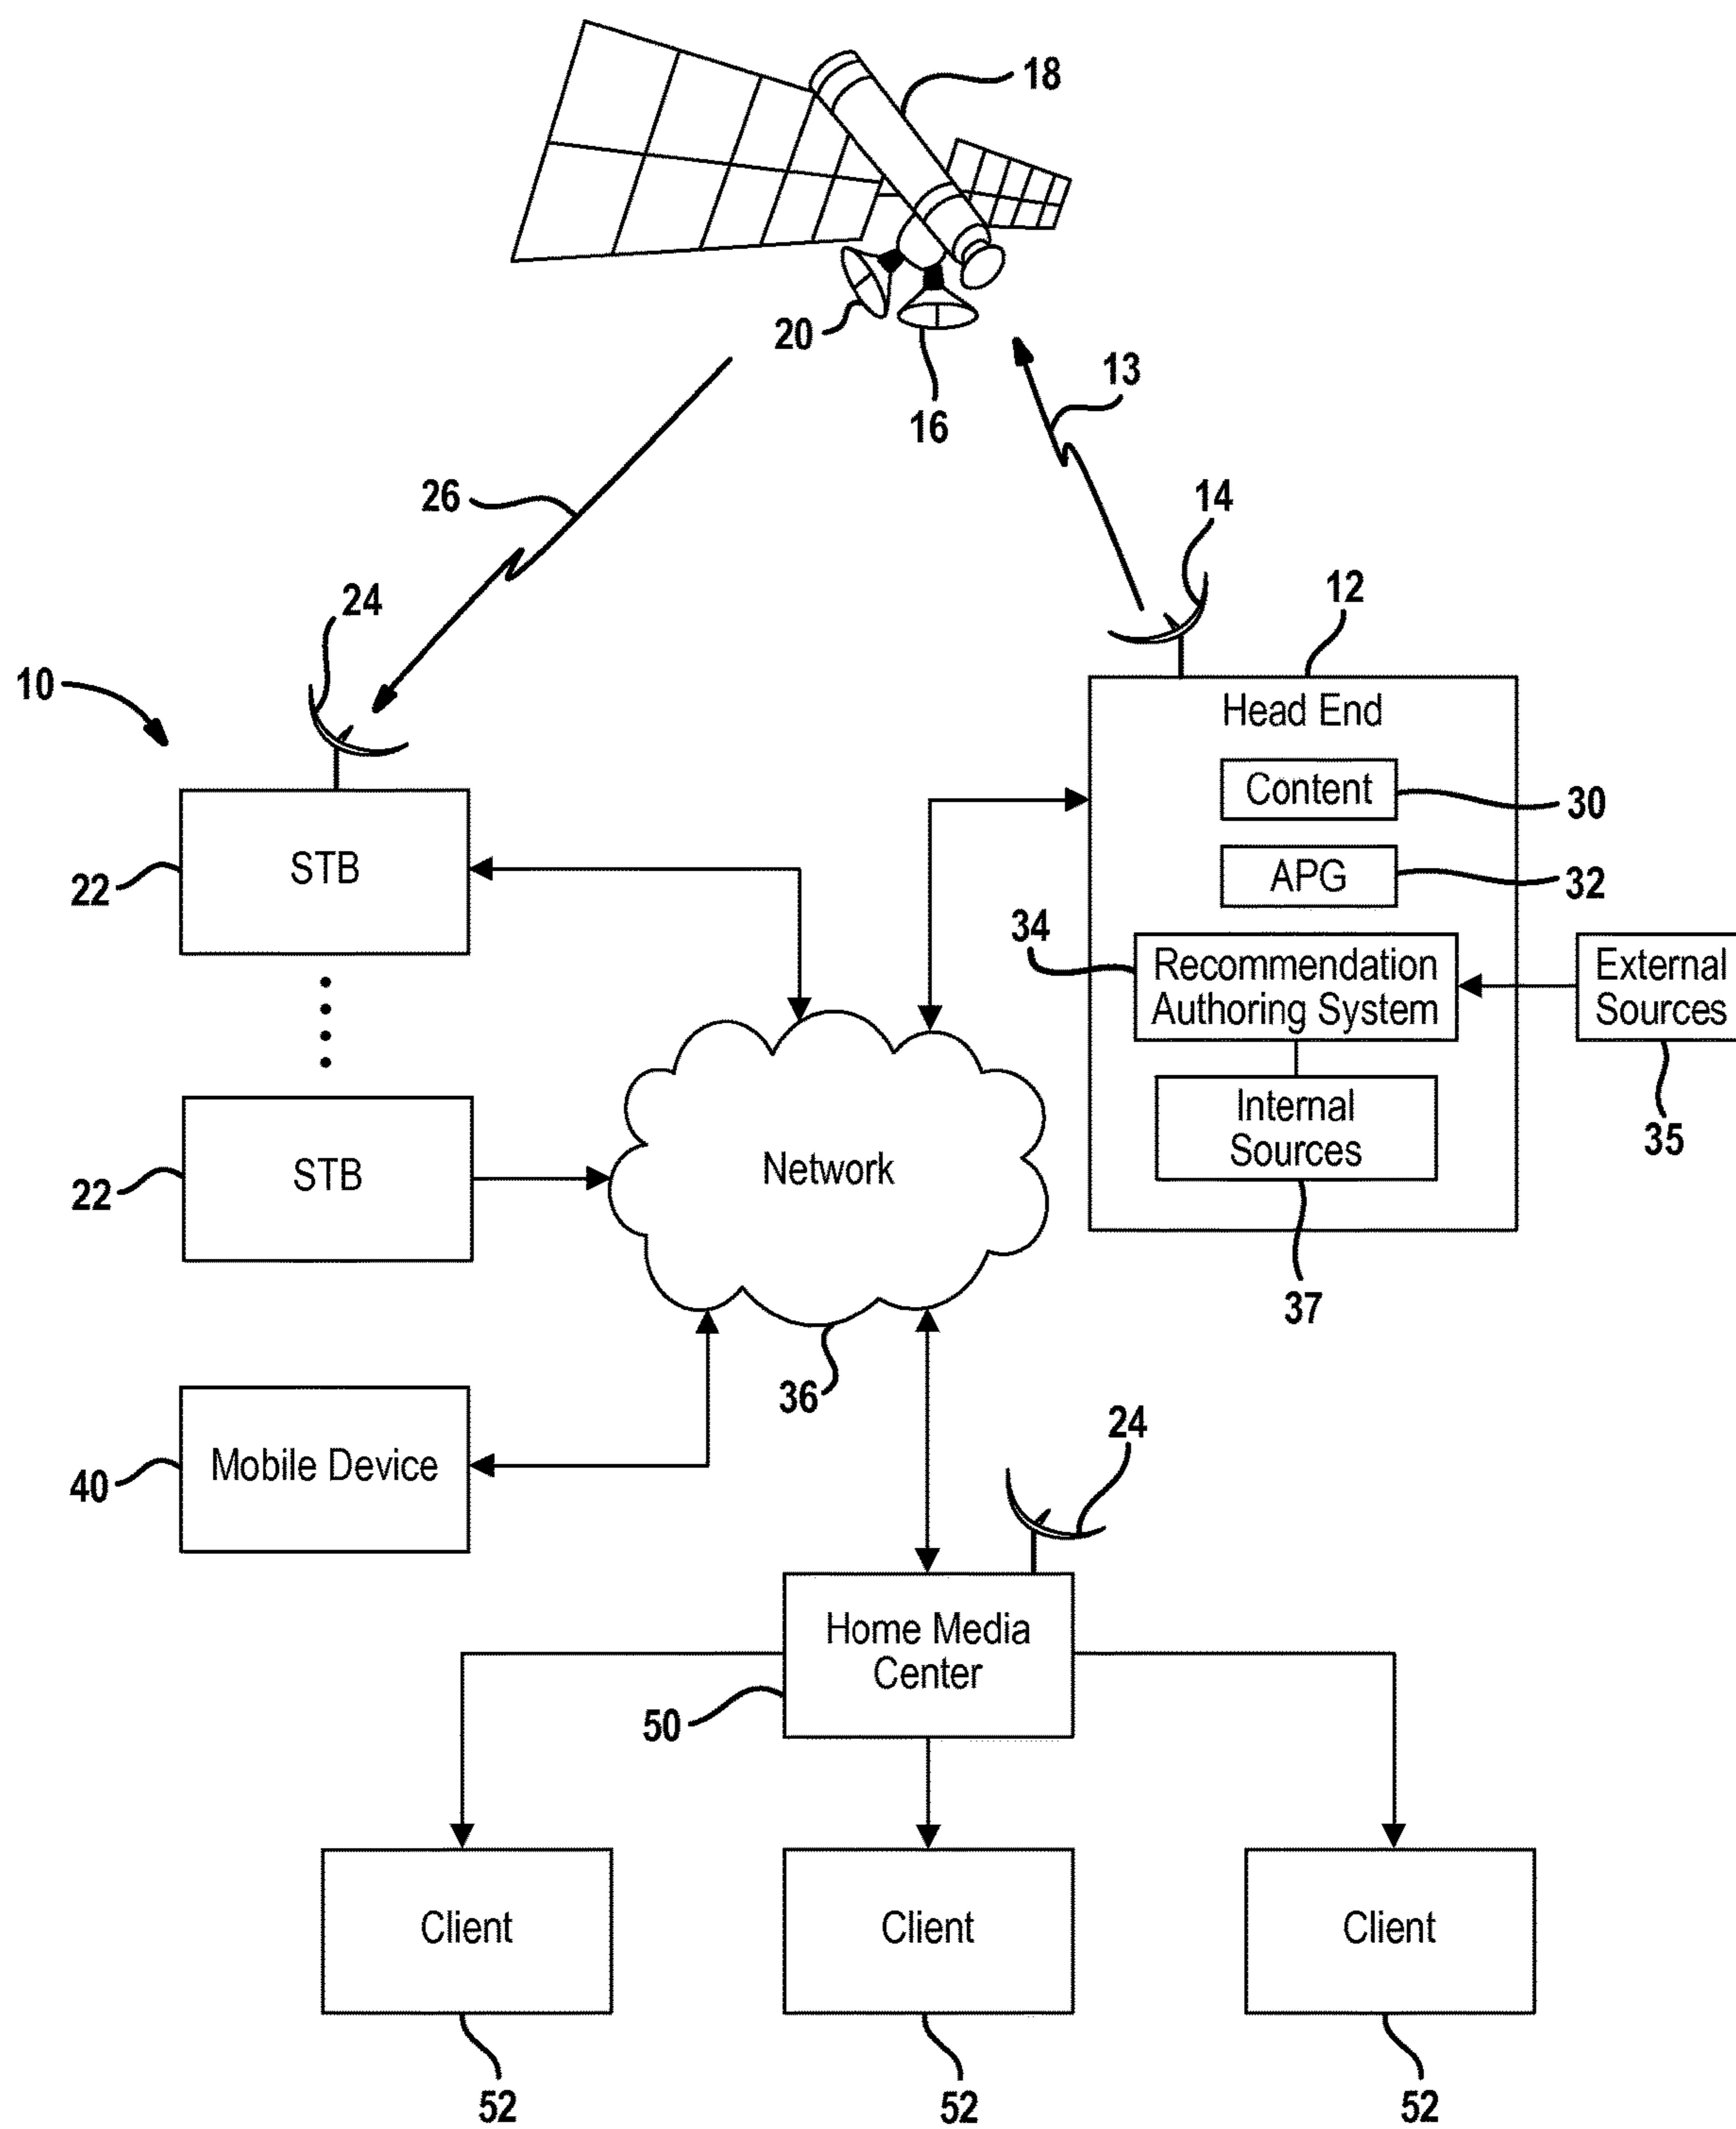 18
20
16
13
26
14
24
12
10
Head End
Content
30
STB
22
APG
32
34
Recommendation
Authoring System
External
Sources
35
Internal
Sources
37
STB
22
Network
36
Mobile Device
40
24
Home Media
Center
50
Client
Client
Client
52
52
52